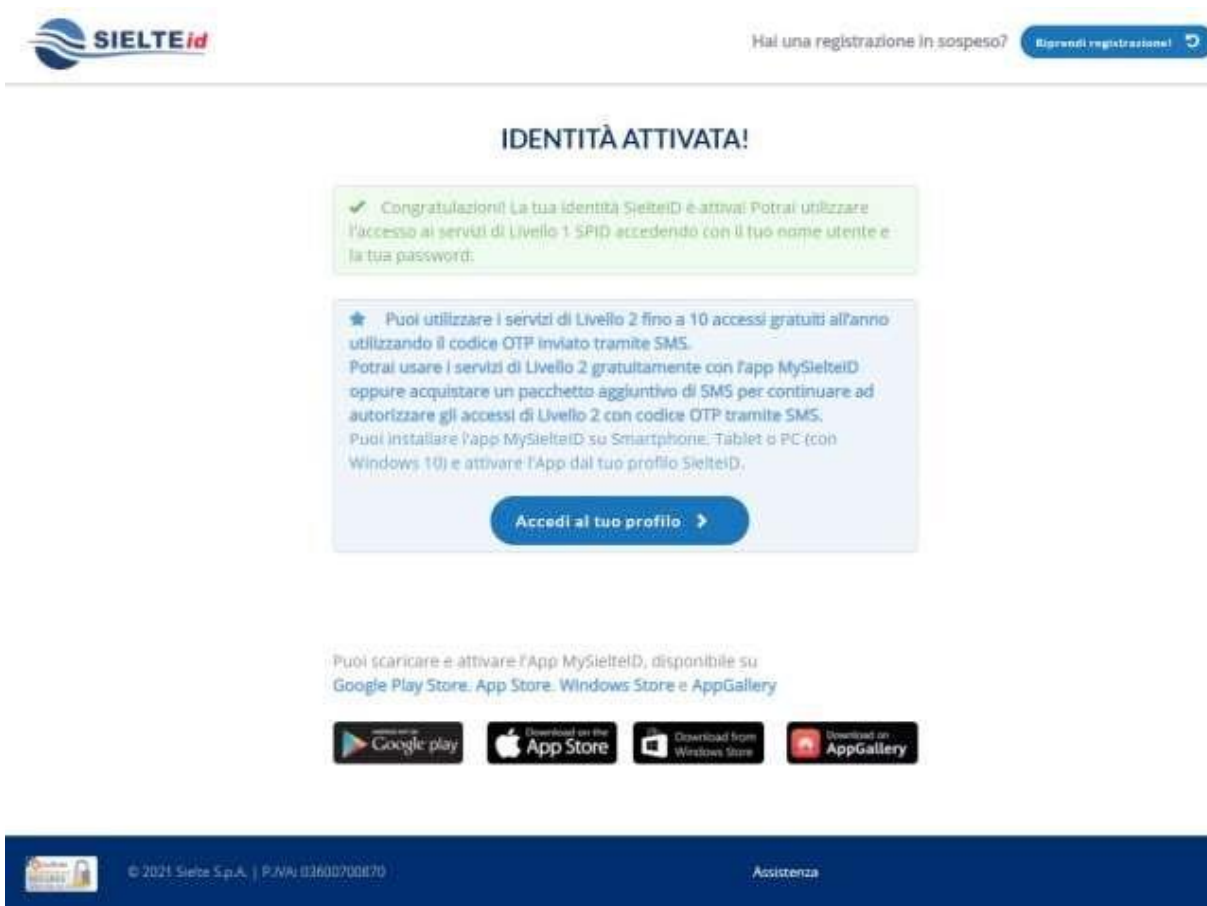 SIELTEid
Hai una registrazione in sospeso?
Riprendi registrazione!
IDENTITÀ ATTIVATA!
Congratulazioni! La tua identità SielteID è attiva! Potrai utilizzare
l'accesso ai servizi di Livello 1 SPID accedendo con il tuo nome utente e
la tua password.
Puoi utilizzare i servizi di Livello 2 fino a 10 accessi gratuiti all'anno
utilizzando il codice OTP inviato tramite SMS.
Potrai usare i servizi di Livello 2 gratuitamente con l'app MySielteID
oppure acquistare un pacchetto aggiuntivo di SMS per continuare ad
autorizzare gli accessi di Livello 2 con codice OTP tramite SMS.
Puoi installare l'app MySielteID su Smartphone, Tablet o PC (con
Windows 10) e attivare l'App dal tuo profilo SielteID.
Accedi al tuo profilo
Puoi scaricare e attivare l'App MySielteID, disponibile su
Google Play Store, App Store, Windows Store e AppGallery
Google play
Download on the
App Store
Download from
Windows Store
Download on
AppGallery
© 2021 Sielte S.p.A. | P.IVA: 03600700870
Assistenza